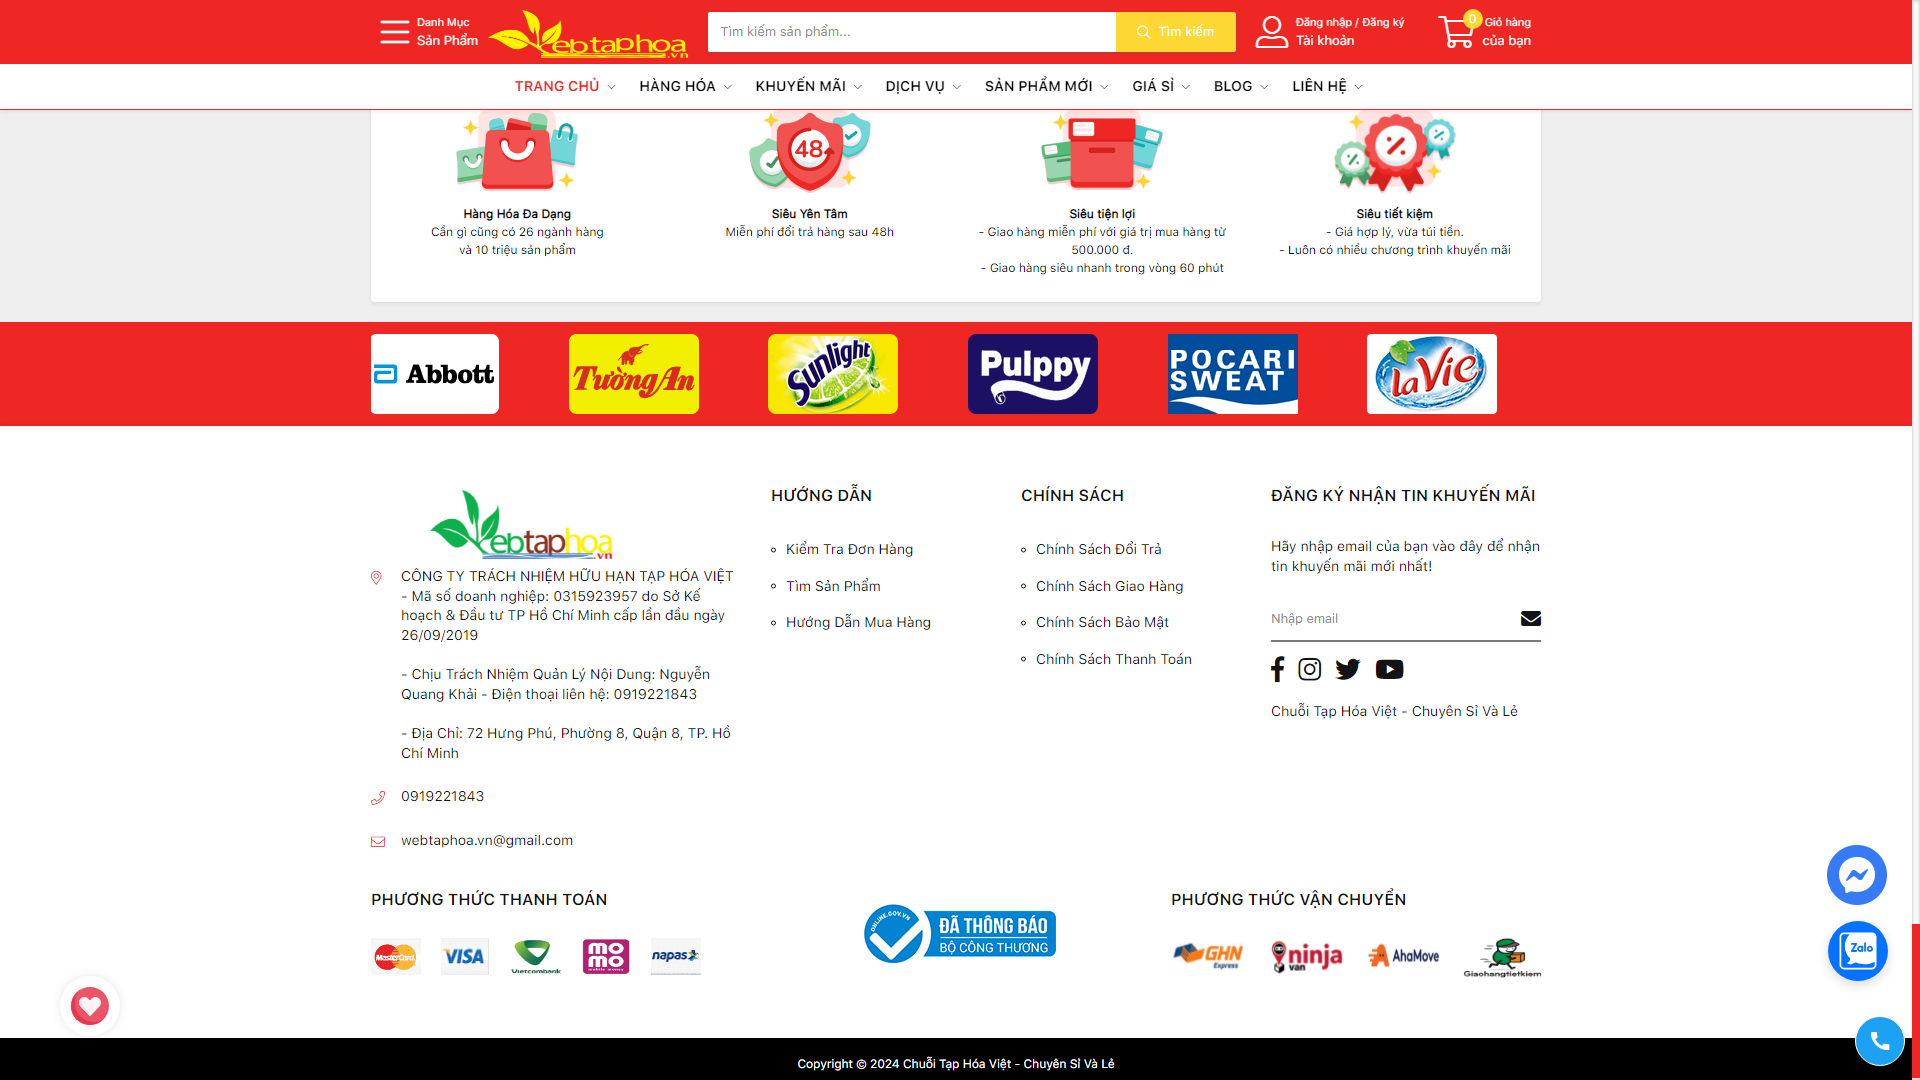 Danh Mục
Sản Phẩm
ebtaphoa
.vn
Tìm kiếm sản phẩm...
Tìm kiếm
Đăng nhập / Đăng ký
Tài khoản
0
Giỏ hàng
của bạn
TRANG CHỦ
HÀNG HÓA
KHUYẾN MÃI
DỊCH VỤ
SẢN PHẨM MỚI
GIÁ SỈ
BLOG
LIÊN HỆ
48
Hàng Hóa Đa Dạng
Cần gì cũng có 26 ngành hàng
và 10 triệu sản phẩm
Siêu Yên Tâm
Miễn phí đổi trả hàng sau 48h
Siêu tiện lợi
- Giao hàng miễn phí với giá trị mua hàng từ
500.000 đ.
- Giao hàng siêu nhanh trong vòng 60 phút
Siêu tiết kiệm
- Giá hợp lý, vừa túi tiền.
- Luôn có nhiều chương trình khuyến mãi
Abbott
Tường An
Sunlight
Pulppy
POCARI
SWEAT
La Vie
ebtaphoa
.vn
CÔNG TY TRÁCH NHIỆM HỮU HẠN TẠP HÓA VIỆT
- Mã số doanh nghiệp: 0315923957 do Sở Kế
hoạch & Đầu tư TP Hồ Chí Minh cấp lần đầu ngày
26/09/2019
- Chịu Trách Nhiệm Quản Lý Nội Dung: Nguyễn
Quang Khải - Điện thoại liên hệ: 0919221843
- Địa Chỉ: 72 Hưng Phú, Phường 8, Quận 8, TP. Hồ
Chí Minh
0919221843
webtaphoa.vn@gmail.com
HƯỚNG DẪN
Kiểm Tra Đơn Hàng
Tìm Sản Phẩm
Hướng Dẫn Mua Hàng
CHÍNH SÁCH
Chính Sách Đổi Trả
Chính Sách Giao Hàng
Chính Sách Bảo Mật
Chính Sách Thanh Toán
ĐĂNG KÝ NHẬN TIN KHUYẾN MÃI
Hãy nhập email của bạn vào đây để nhận
tin khuyến mãi mới nhất!
Nhập email
Chuỗi Tạp Hóa Việt - Chuyên Sỉ Và Lẻ
PHƯƠNG THỨC THANH TOÁN
MasterCard
VISA
Vietcombank
mo
mo
mobile money
napas
ONLINE.GOV.VN
ĐÃ THÔNG BÁO
BỘ CÔNG THƯƠNG
PHƯƠNG THỨC VẬN CHUYỂN
GHN
Express
ninja
van
AhaMove
Giaohangtietkiem
Zalo
Copyright © 2024 Chuỗi Tạp Hóa Việt - Chuyên Sỉ Và Lẻ